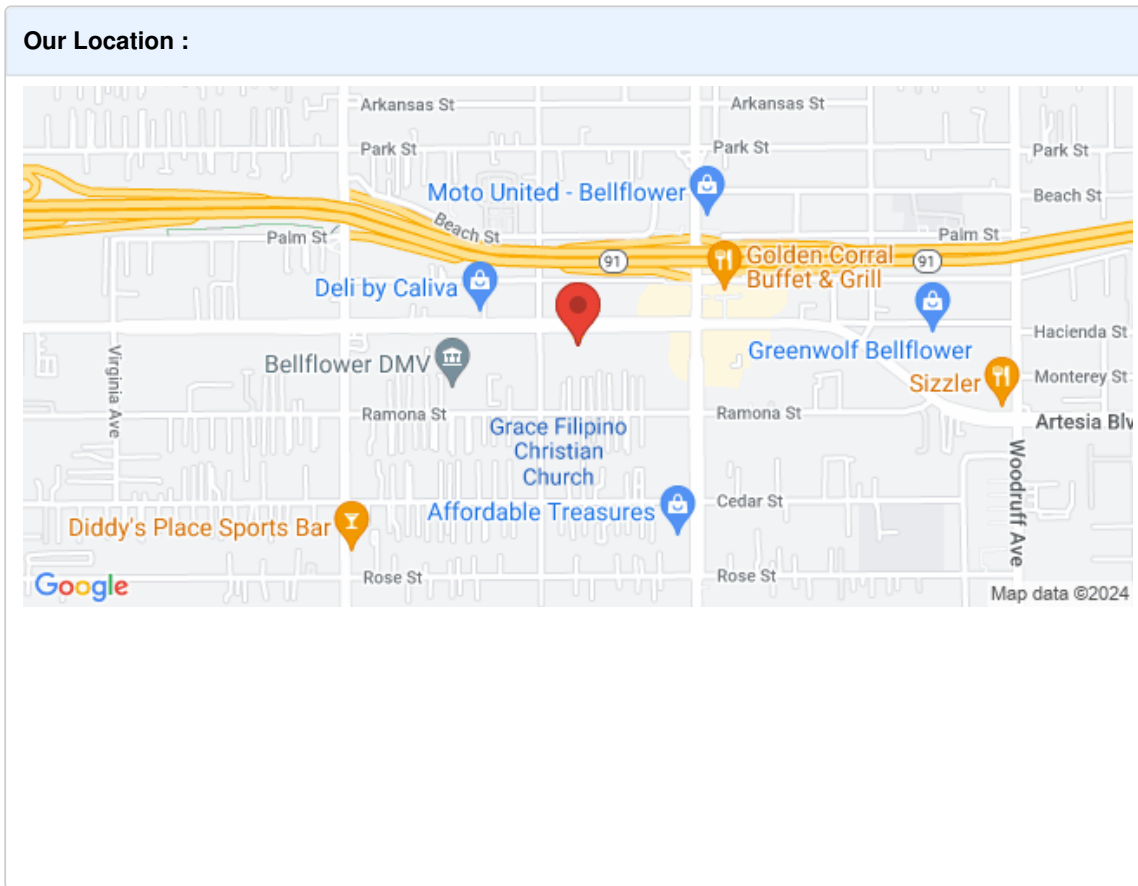 Our Location :
Arkansas St
Arkansas St
Park St
Park St
Park St
Moto United - Bellflower
Beach St
Beach St
Palm St
Palm St
91
91
Golden Corral
Buffet & Grill
Deli by Caliva
Hacienda St
Greenwolf Bellflower
Virginia Ave
Bellflower DMV
Sizzler
Monterey St
Ramona St
Ramona St
Artesia Blv
Grace Filipino
Christian
Church
Woodruff Ave
Cedar St
Affordable Treasures
Diddy's Place Sports Bar
Rose St
Rose St
Google
Map data ©2024